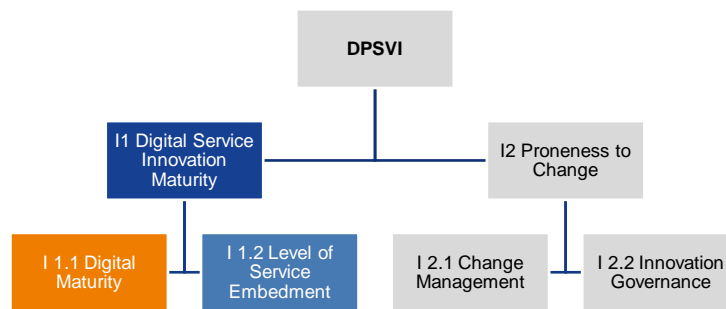 DPSVI
I1 Digital Service
Innovation
Maturity
I2 Proneness to
Change
I 1.1 Digital
Maturity
I 1.2 Level of
Service
Embedment
I 2.1 Change
Management
I 2.2 Innovation
Governance